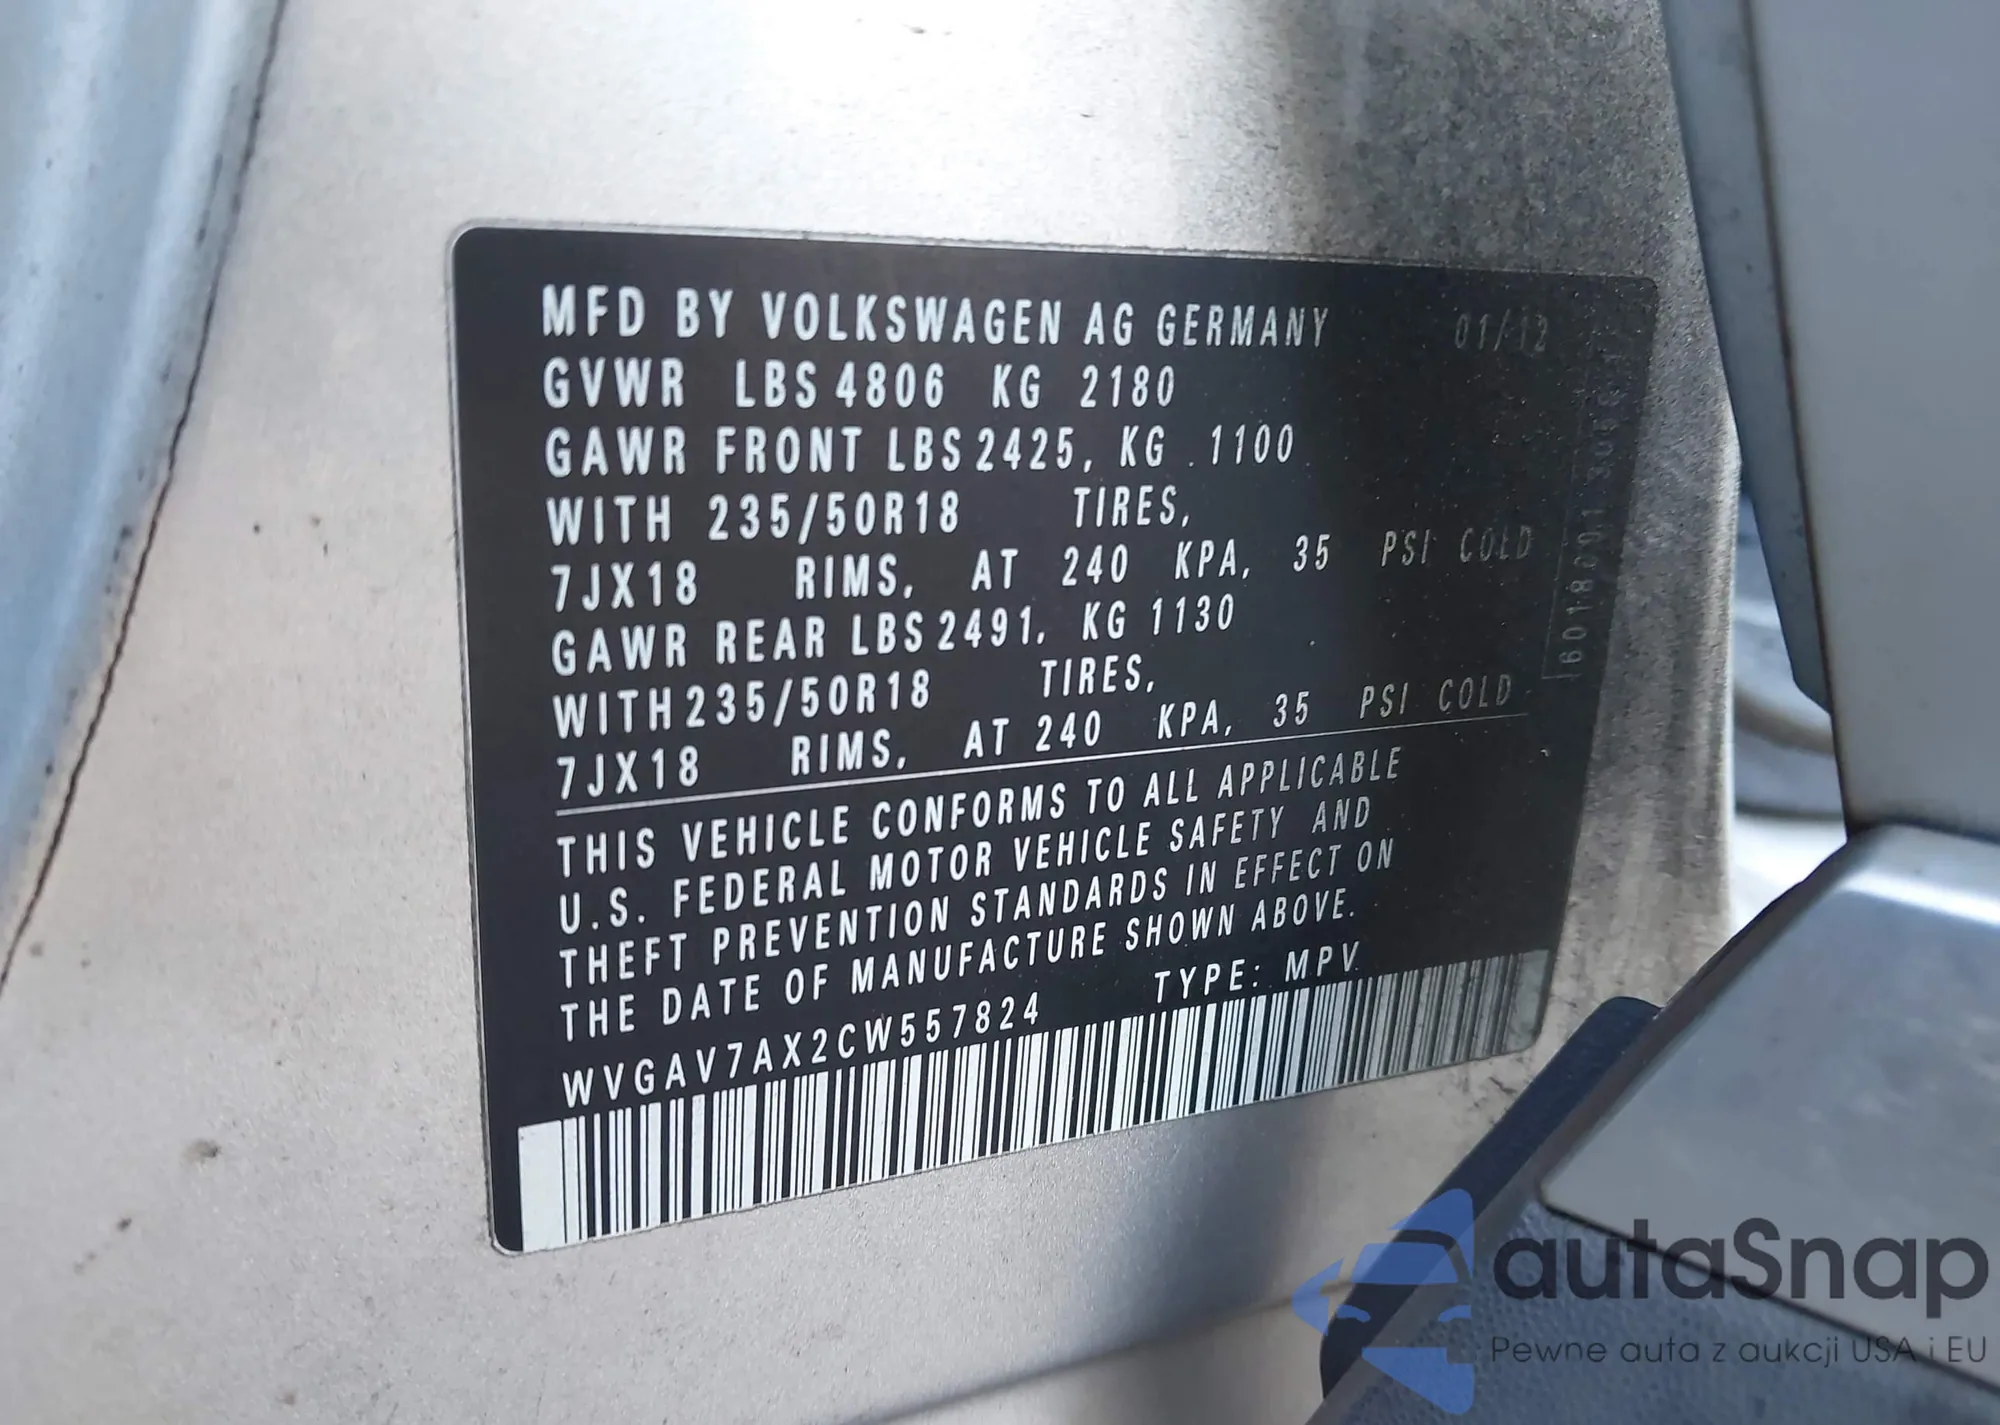 MFD BY VOLKSWAGEN AG GERMANY 01/12
GVWR LBS 4806 KG 2180
GAWR FRONT LBS 2425, KG 1100
WITH 235/50R18 TIRES,
7JX18 RIMS, AT 240 KPA, 35 PSI COLD
GAWR REAR LBS 2491, KG 1130
WITH 235/50R18 TIRES,
7JX18 RIMS, AT 240 KPA, 35 PSI COLD
THIS VEHICLE CONFORMS TO ALL APPLICABLE
U.S. FEDERAL MOTOR VEHICLE SAFETY AND
THEFT PREVENTION STANDARDS IN EFFECT ON
THE DATE OF MANUFACTURE SHOWN ABOVE.
WVGAV7AX2CW557824 TYPE: MPV
autaSnap
Pewne auta z aukcji USA i EU